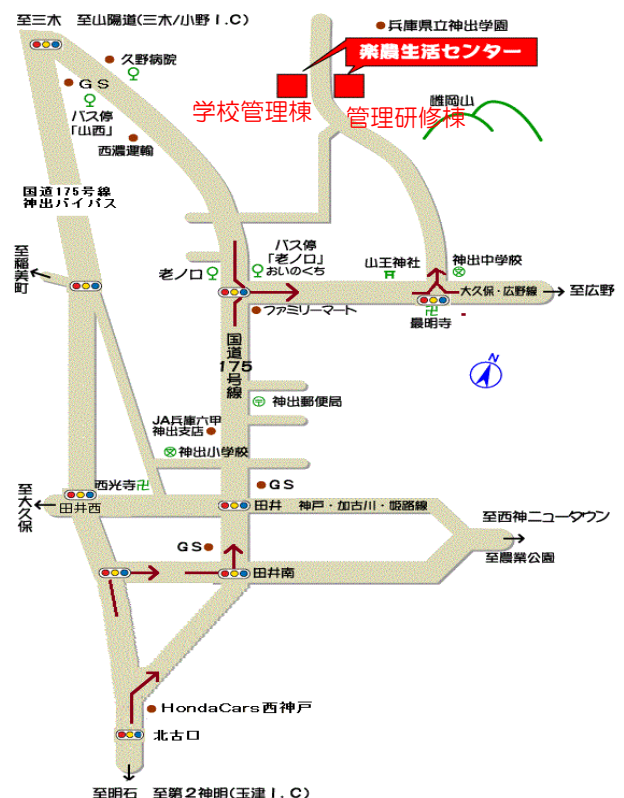 至三木 至山陽道(三木/小野I.C)
兵庫県立神出学園
楽農生活センター
久野病院
GS
バス停
「山西」
西濃運輸
学校管理棟
管理研修棟
雌岡山
国道175号線
神出バイパス
至稲美町
老ノ口
バス停
「老ノ口」
おいのくち
山王神社
神出中学校
大久保・広野線
至広野
ファミリーマート
最明寺
国道175号線
N
神出郵便局
JA兵庫六甲
神出支店
神出小学校
西光寺
GS
至大久保
田井西
田井
神戸・加古川・姫路線
至西神ニュータウン
至農業公園
GS
田井南
HondaCars西神戸
北古口
至明石 至第2神明(玉津I.C)